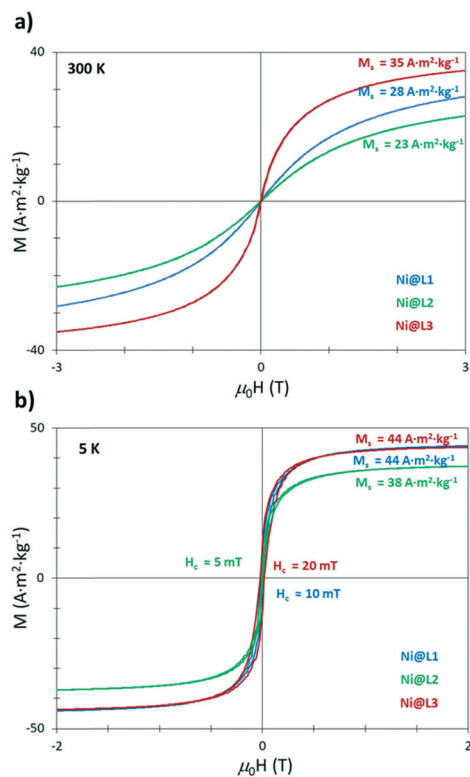 a)
40
300 K
Mₛ = 35 A·m²·kg⁻¹
Mₛ = 28 A·m²·kg⁻¹
Mₛ = 23 A·m²·kg⁻¹
M (A·m²·kg⁻¹)
0
Ni@L1
Ni@L2
Ni@L3
-40
-3
0
3
μ₀H (T)
b)
50
5 K
Mₛ = 44 A·m²·kg⁻¹
Mₛ = 44 A·m²·kg⁻¹
Mₛ = 38 A·m²·kg⁻¹
M (A·m²·kg⁻¹)
H꜀ ≈ 5 mT
H꜀ = 20 mT
0
H꜀ ≈ 10 mT
Ni@L1
Ni@L2
Ni@L3
-50
-2
0
2
μ₀H (T)